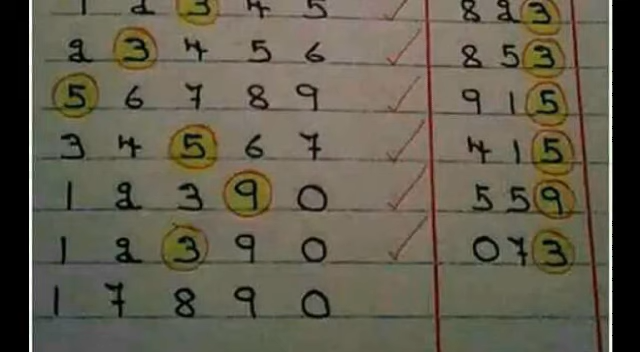 1 2 3 4 5 823
2 3 4 5 6 853
5 6 7 8 9 915
3 4 5 6 7 415
1 2 3 9 0 559
1 2 3 9 0 073
1 7 8 9 0